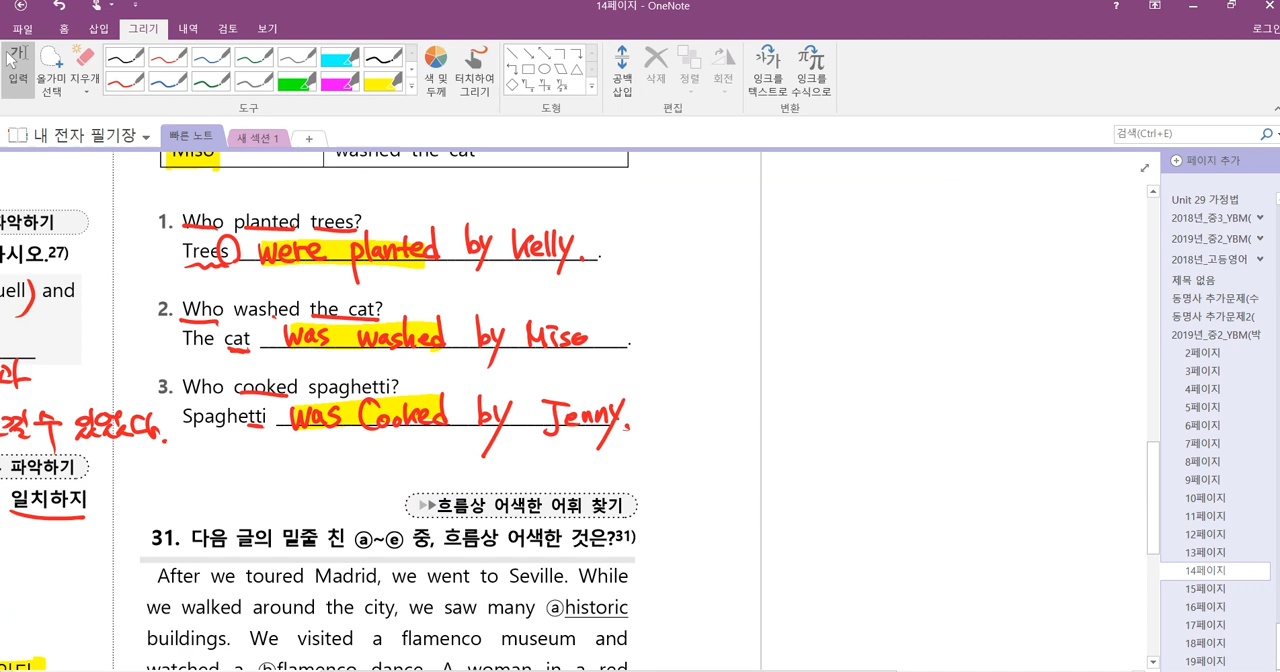 14페이지 - OneNote
파일 홈 삽입 그리기 내역 검토 보기
로그인
입력
올가미 선택
지우개
색 및 두께
터치하여 그리기
공백 삽입
삭제
정렬
회전
잉크를 텍스트로
잉크를 수식으로
도구
도형
편집
변환
내 전자 필기장
빠른 노트
새 섹션 1
+
검색(Ctrl+E)
Miso washed the cat
1. Who planted trees?
Trees were planted by Kelly.
2. Who washed the cat?
The cat was washed by Miso.
3. Who cooked spaghetti?
Spaghetti was Cooked by Jenny.
▶▶흐름상 어색한 어휘 찾기
31. 다음 글의 밑줄 친 ⓐ~ⓔ 중, 흐름상 어색한 것은?31)
After we toured Madrid, we went to Seville. While
we walked around the city, we saw many ⓐhistoric
buildings. We visited a flamenco museum and
watched a ⓑflamenco dance. A woman in a red
파악하기
시오.27)
uell) and
수 있었다.
파악하기
일치하지
페이지 추가
Unit 29 가정법
2018년_중3_YBM(
2019년_중2_YBM(
2018년_고등영어
제목 없음
동명사 추가문제(수
동명사 추가문제2(
2019년_중2_YBM(박
2페이지
3페이지
4페이지
5페이지
6페이지
7페이지
8페이지
9페이지
10페이지
11페이지
12페이지
13페이지
14페이지
15페이지
16페이지
17페이지
18페이지
19페이지